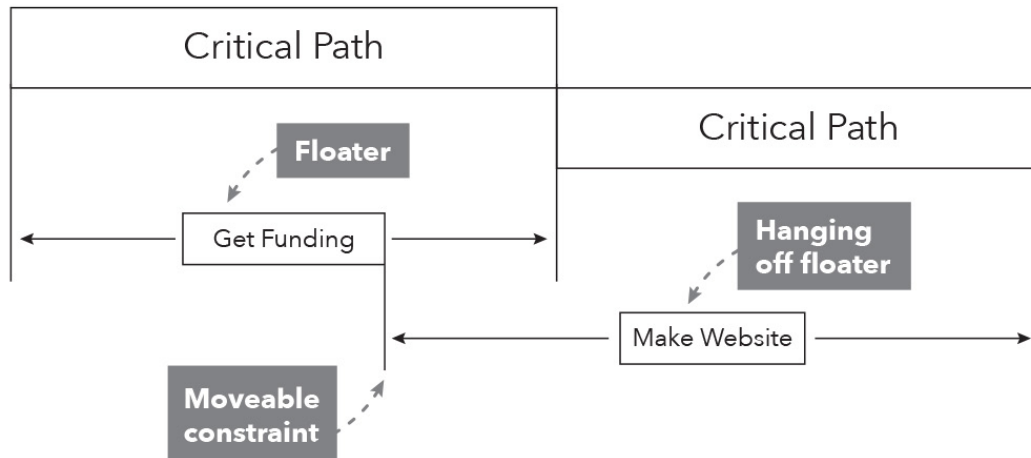 Critical Path
Critical Path
Floater
Get Funding
Hanging
off floater
Make Website
Moveable
constraint